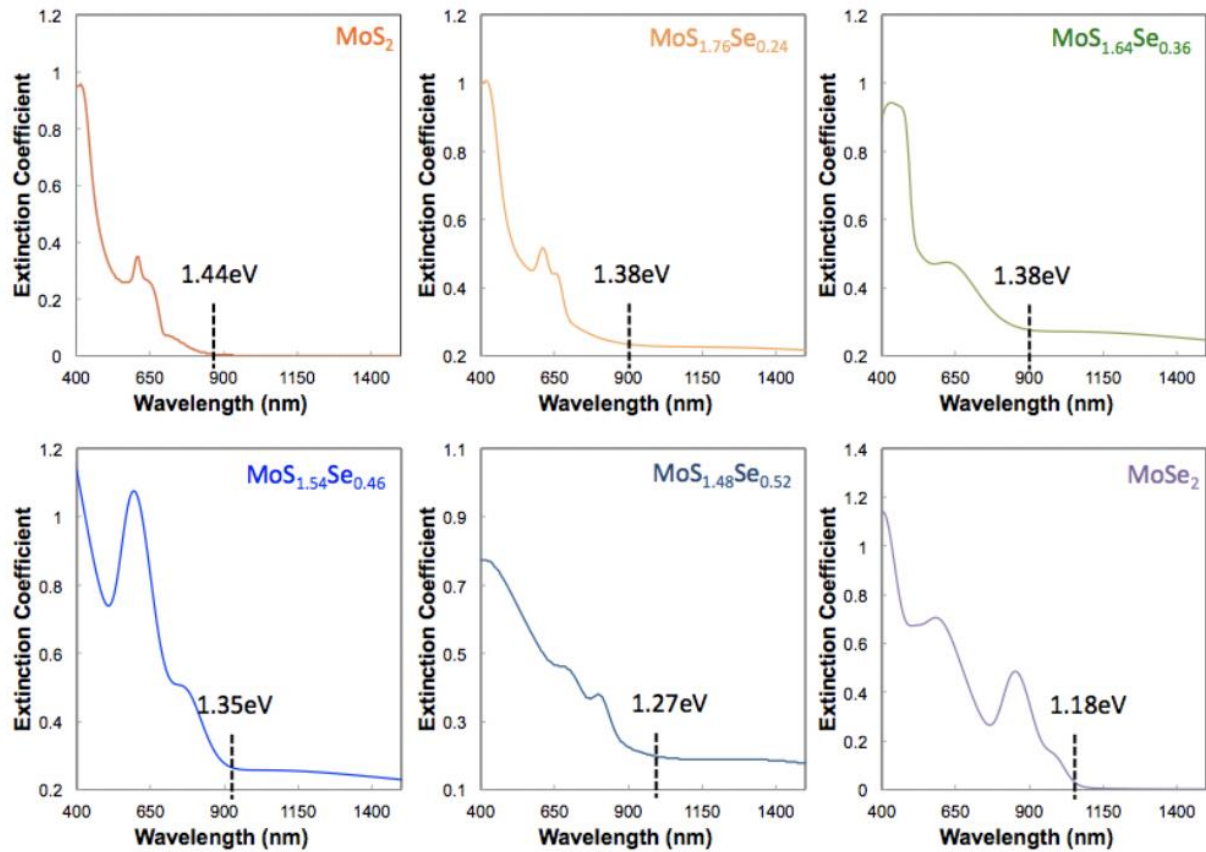 MoS2
Extinction Coefficient
1.2
1
0.8
0.6
0.4
0.2
0
1.44eV
400 650 900 1150 1400
Wavelength (nm)
MoS1.76Se0.24
Extinction Coefficient
1.2
1
0.8
0.6
0.4
0.2
1.38eV
400 650 900 1150 1400
Wavelength (nm)
MoS1.64Se0.36
Extinction Coefficient
1.2
1
0.8
0.6
0.4
0.2
1.38eV
400 650 900 1150 1400
Wavelength (nm)
MoS1.54Se0.46
Extinction Coefficient
1.2
1
0.8
0.6
0.4
0.2
1.35eV
400 650 900 1150 1400
Wavelength (nm)
MoS1.48Se0.52
Extinction Coefficient
1.1
0.9
0.7
0.5
0.3
0.1
1.27eV
400 650 900 1150 1400
Wavelength (nm)
MoSe2
Extinction Coefficient
1.4
1.2
1
0.8
0.6
0.4
0.2
0
1.18eV
400 650 900 1150 1400
Wavelength (nm)